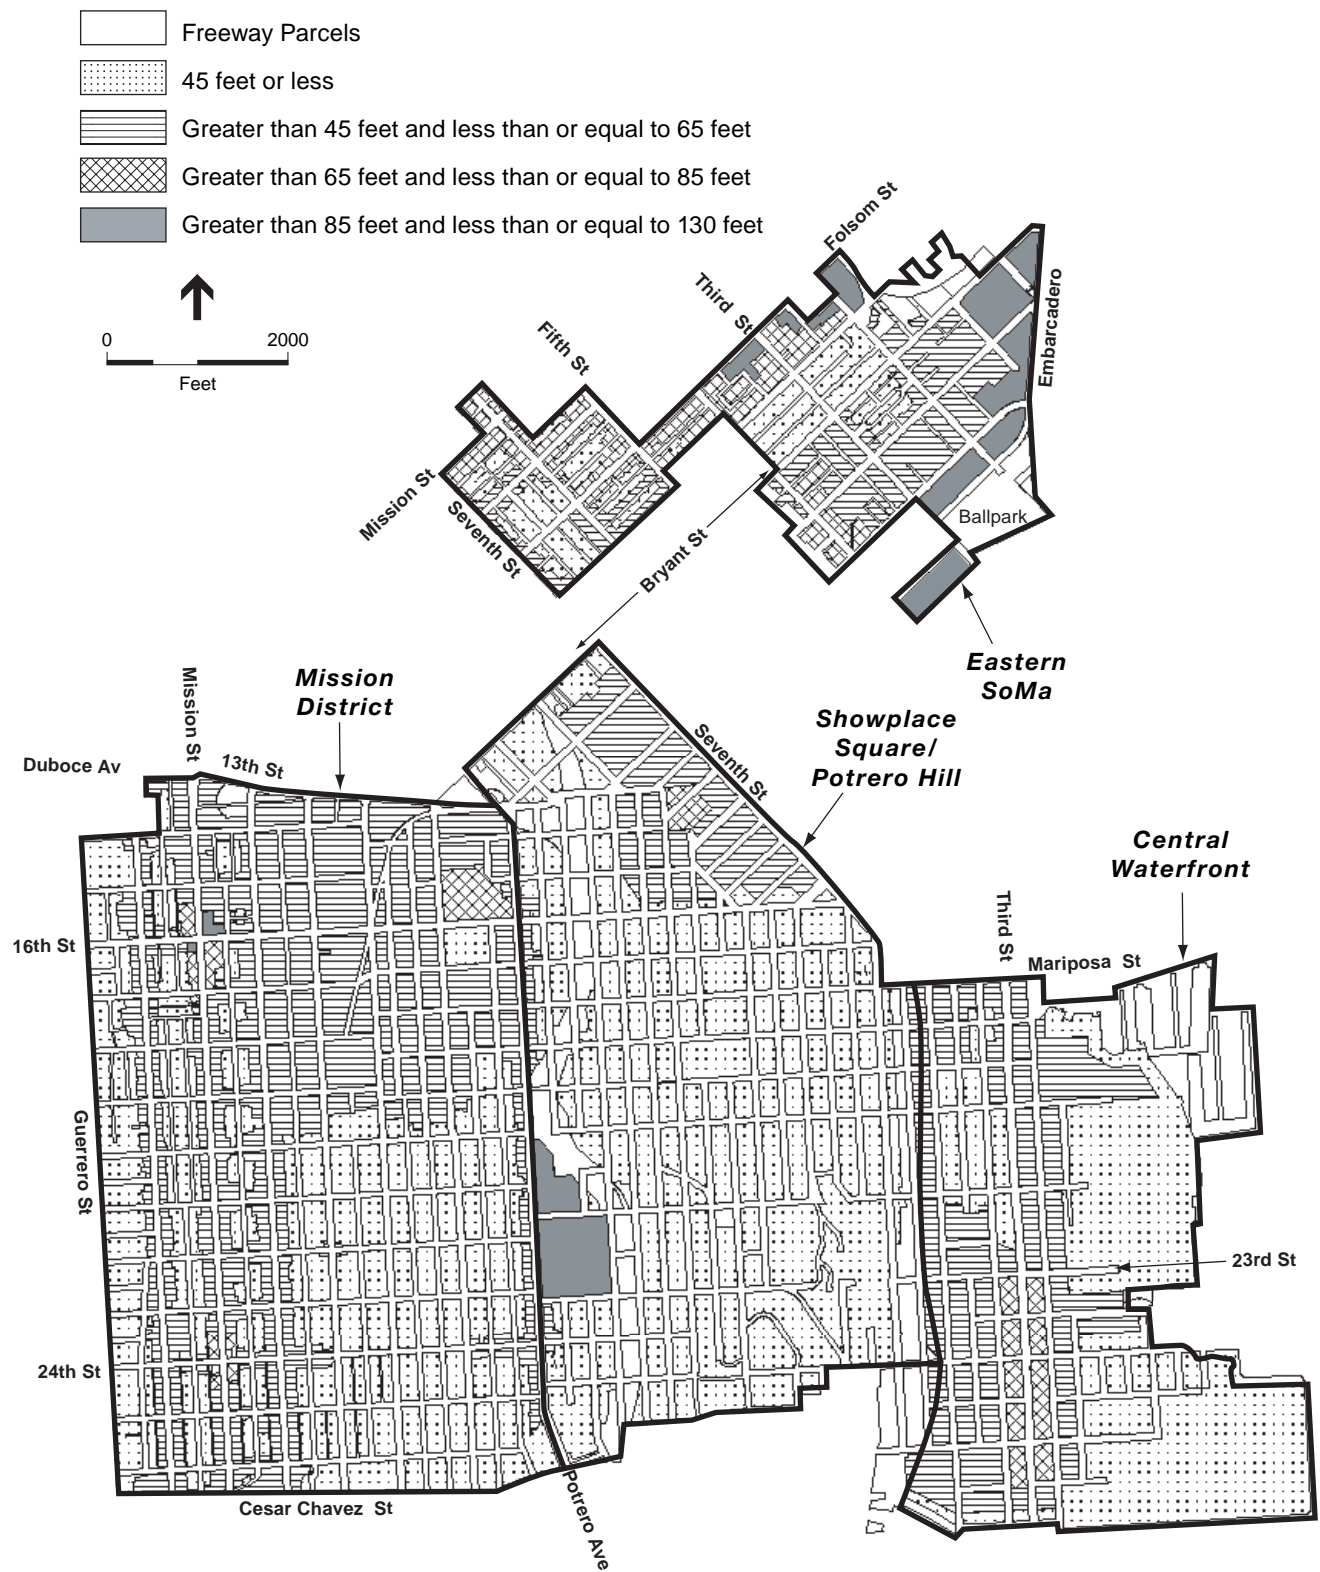 Freeway Parcels
45 feet or less
Greater than 45 feet and less than or equal to 65 feet
Greater than 65 feet and less than or equal to 85 feet
Greater than 85 feet and less than or equal to 130 feet
0 2000
Feet
Folsom St
Third St
Fifth St
Embarcadero
Mission St
Seventh St
Ballpark
Bryant St
Eastern
SoMa
Mission
District
Mission St
Showplace
Square/
Potrero Hill
Seventh St
Duboce Av
13th St
Central
Waterfront
16th St
Third St
Mariposa St
Guerrero St
23rd St
24th St
Cesar Chavez St
Potrero Ave